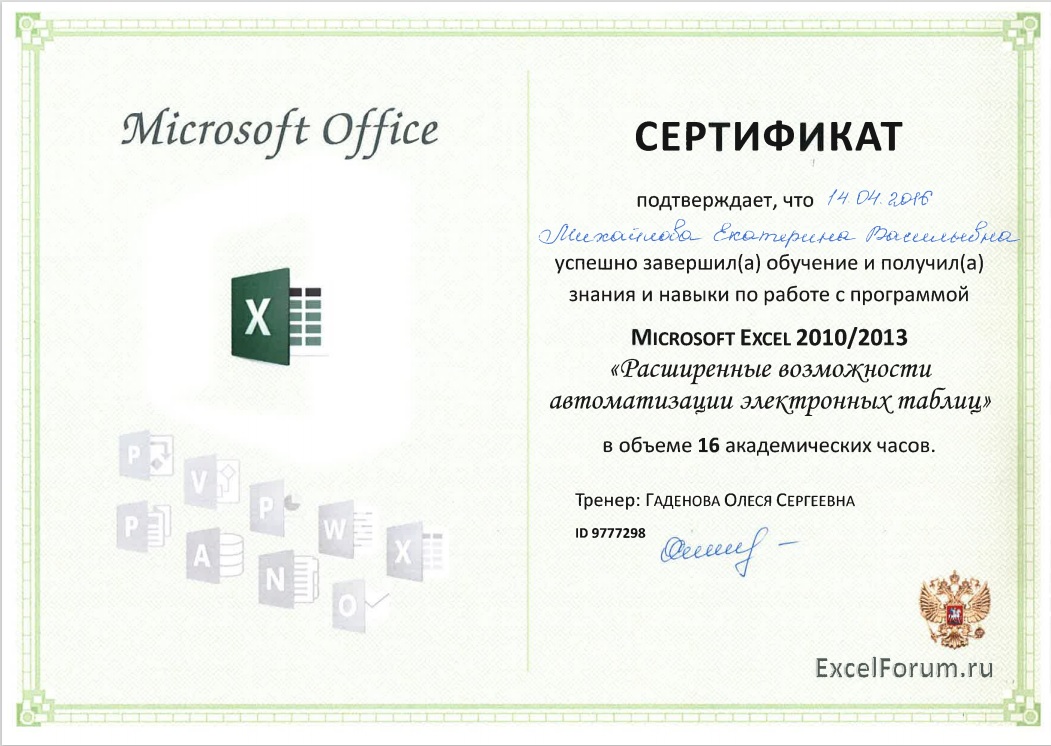 Microsoft Office
X
P
V
P
P
W
X
A
N
O
СЕРТИФИКАТ
подтверждает, что 14.04.2016
Михайлова Екатерина Васильевна
успешно завершил(а) обучение и получил(а)
знания и навыки по работе с программой
MICROSOFT EXCEL 2010/2013
«Расширенные возможности
автоматизации электронных таблиц»
в объеме 16 академических часов.
Тренер: ГАДЕНОВА ОЛЕСЯ СЕРГЕЕВНА
ID 9777298
ExcelForum.ru